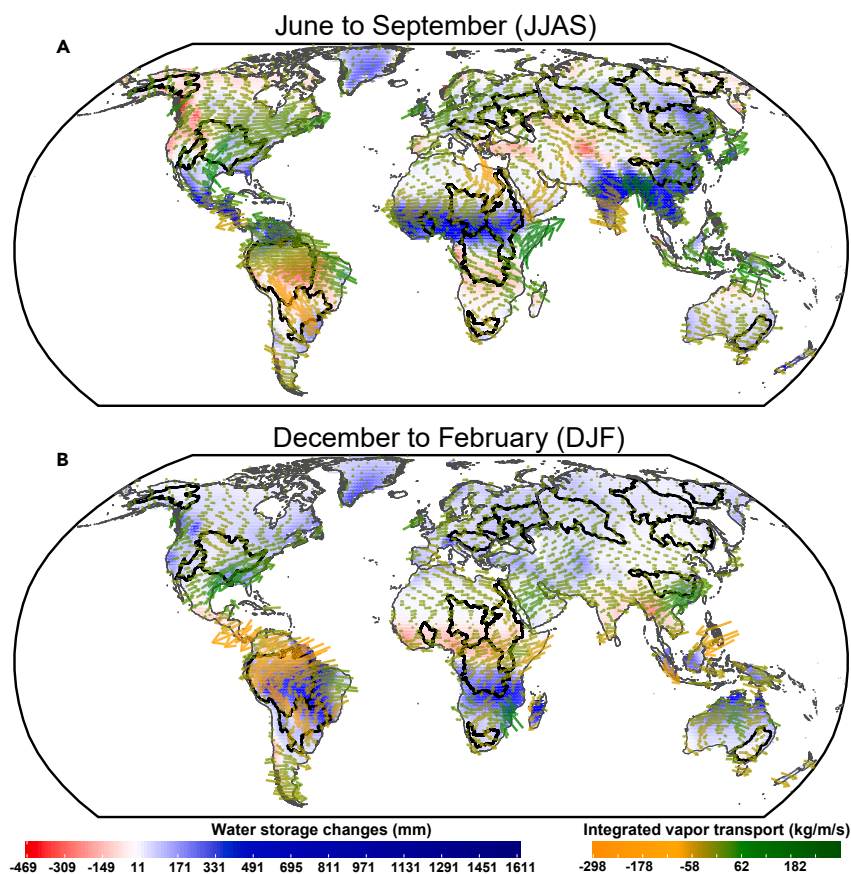 June to September (JJAS)
A
December to February (DJF)
B
Water storage changes (mm)
Integrated vapor transport (kg/m/s)
-469 -309 -149 11 171 331 491 695 811 971 1131 1291 1451 1611
-298 -178 -58 62 182